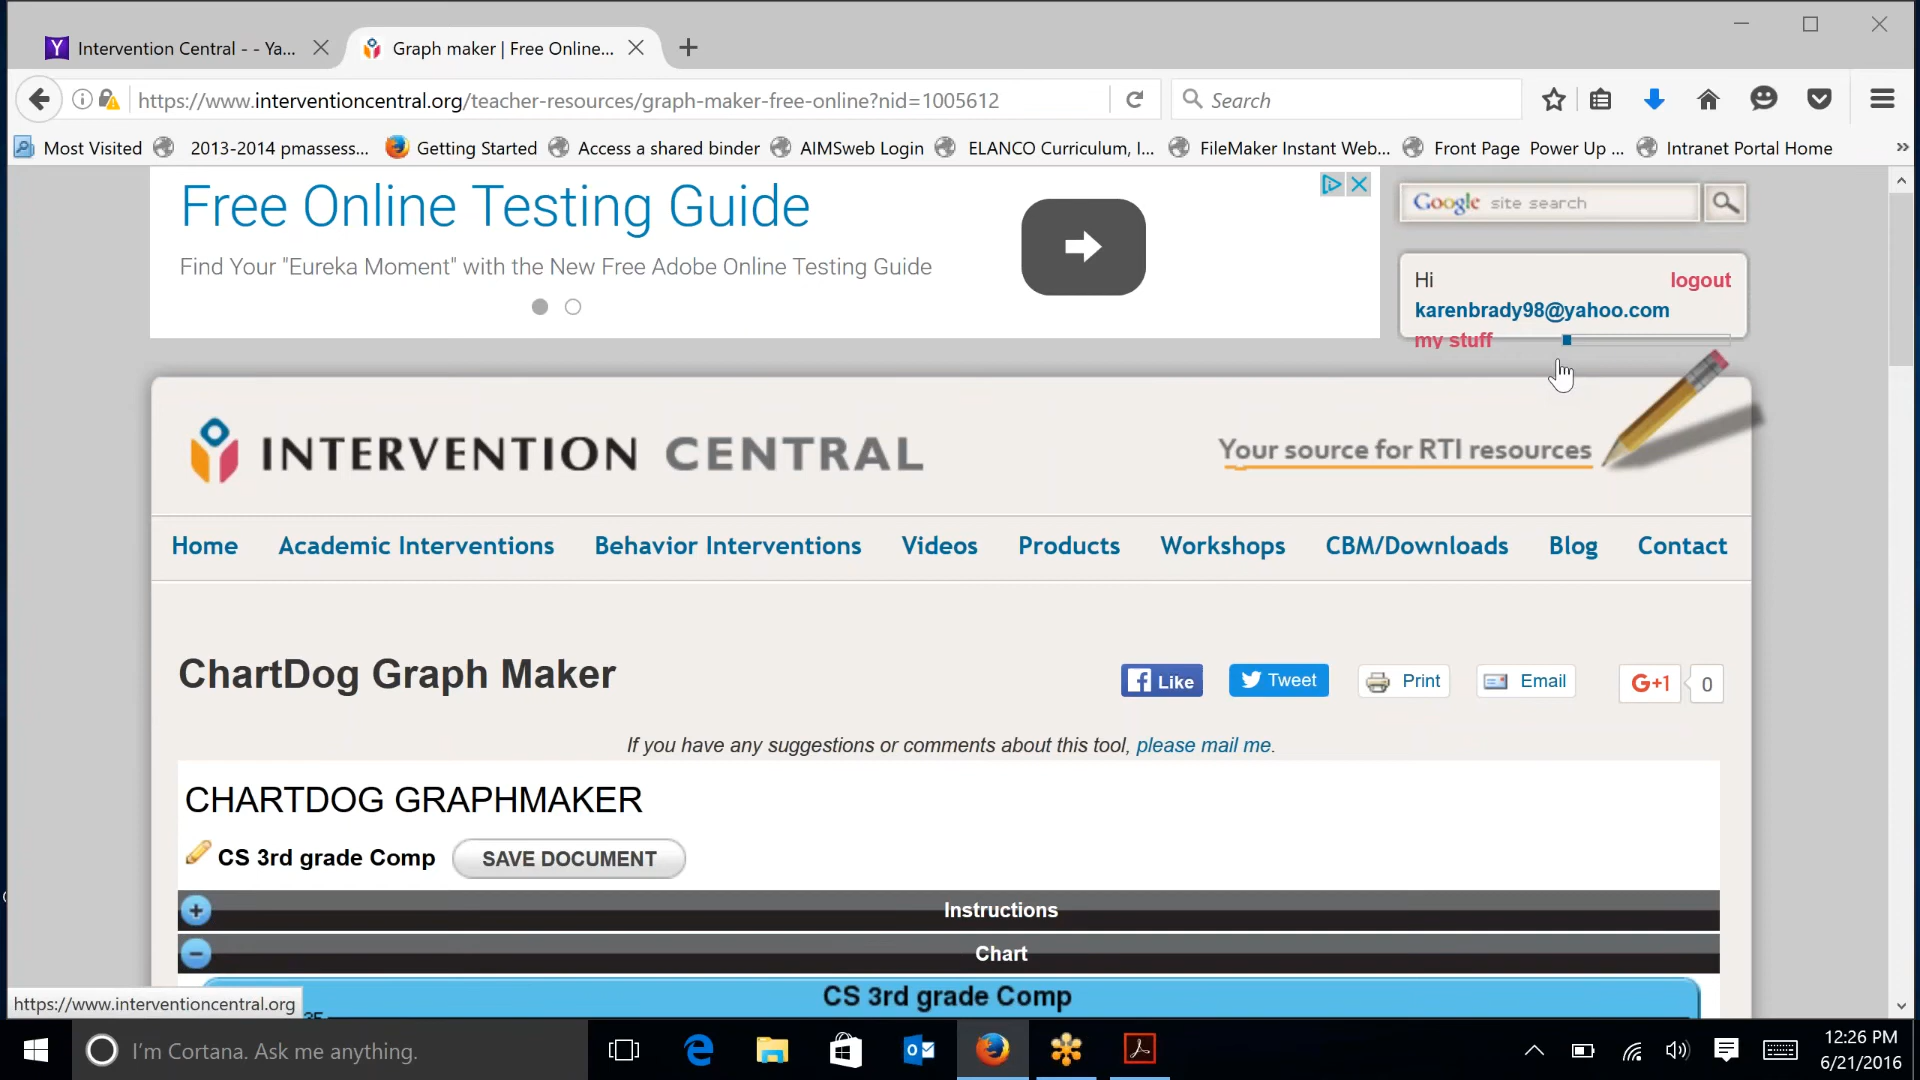 Intervention Central - - Ya...
Graph maker | Free Online...
https://www.interventioncentral.org/teacher-resources/graph-maker-free-online?nid=1005612
Search
Most Visited
2013-2014 pmassess...
Getting Started
Access a shared binder
AIMSweb Login
ELANCO Curriculum, I...
FileMaker Instant Web...
Front Page Power Up ...
Intranet Portal Home
Free Online Testing Guide
Find Your "Eureka Moment" with the New Free Adobe Online Testing Guide
Google site search
Hi
logout
karenbrady98@yahoo.com
my stuff
INTERVENTION CENTRAL
Your source for RTI resources
Home
Academic Interventions
Behavior Interventions
Videos
Products
Workshops
CBM/Downloads
Blog
Contact
ChartDog Graph Maker
Like
Tweet
Print
Email
G+1
0
If you have any suggestions or comments about this tool, please mail me.
CHARTDOG GRAPHMAKER
CS 3rd grade Comp
SAVE DOCUMENT
Instructions
Chart
CS 3rd grade Comp
35
https://www.interventioncentral.org
I'm Cortana. Ask me anything.
12:26 PM
6/21/2016